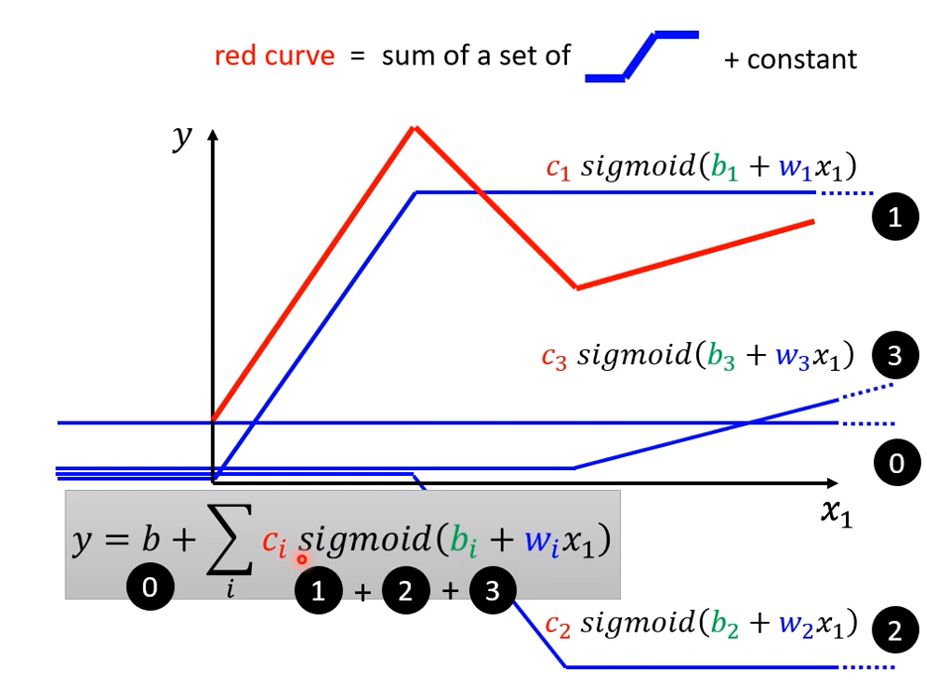 red curve = sum of a set of + constant
y
c₁ sigmoid(b₁ + w₁x₁)
1
c₃ sigmoid(b₃ + w₃x₁) 3
0
x₁
y = b + ∑ᵢ cᵢ sigmoid(bᵢ + wᵢx₁)
0 1 + 2 + 3
c₂ sigmoid(b₂ + w₂x₁) 2